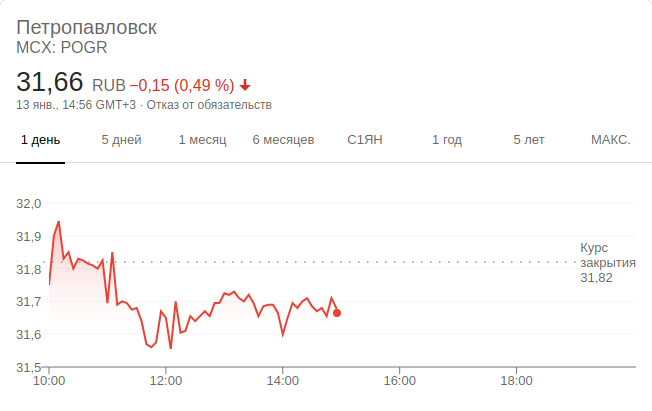 Петропавловск
MCX: POGR
31,66 RUB −0,15 (0,49 %)
13 янв., 14:56 GMT+3 · Отказ от обязательств
1 день 5 дней 1 месяц 6 месяцев С1ЯН 1 год 5 лет МАКС.
32,0
31,9
31,8
31,7
31,6
31,5
Курс
закрытия
31,82
10:00 12:00 14:00 16:00 18:00